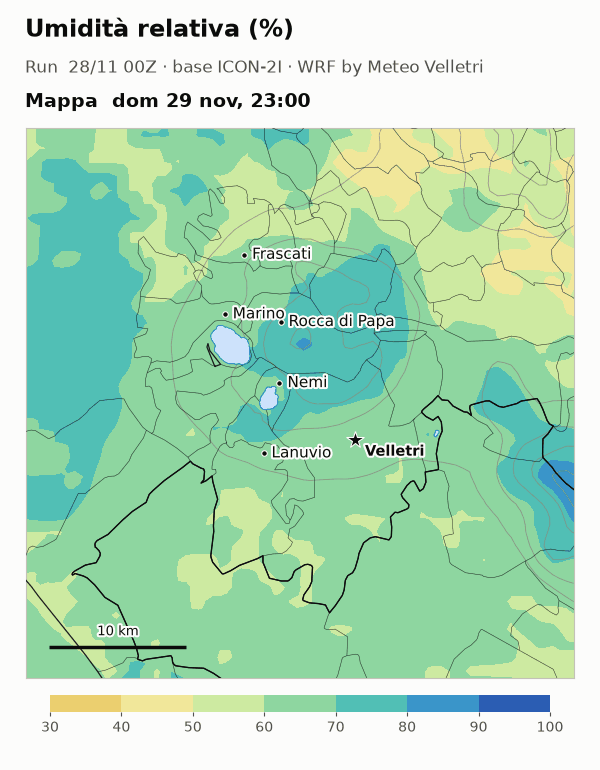 Umidità relativa (%)
Run  28/11 00Z · base ICON-2I · WRF by Meteo Velletri
Mappa  dom 29 nov, 23:00
Frascati
Marino
Rocca di Papa
Nemi
Velletri
Lanuvio
10 km
30 40 50 60 70 80 90 100